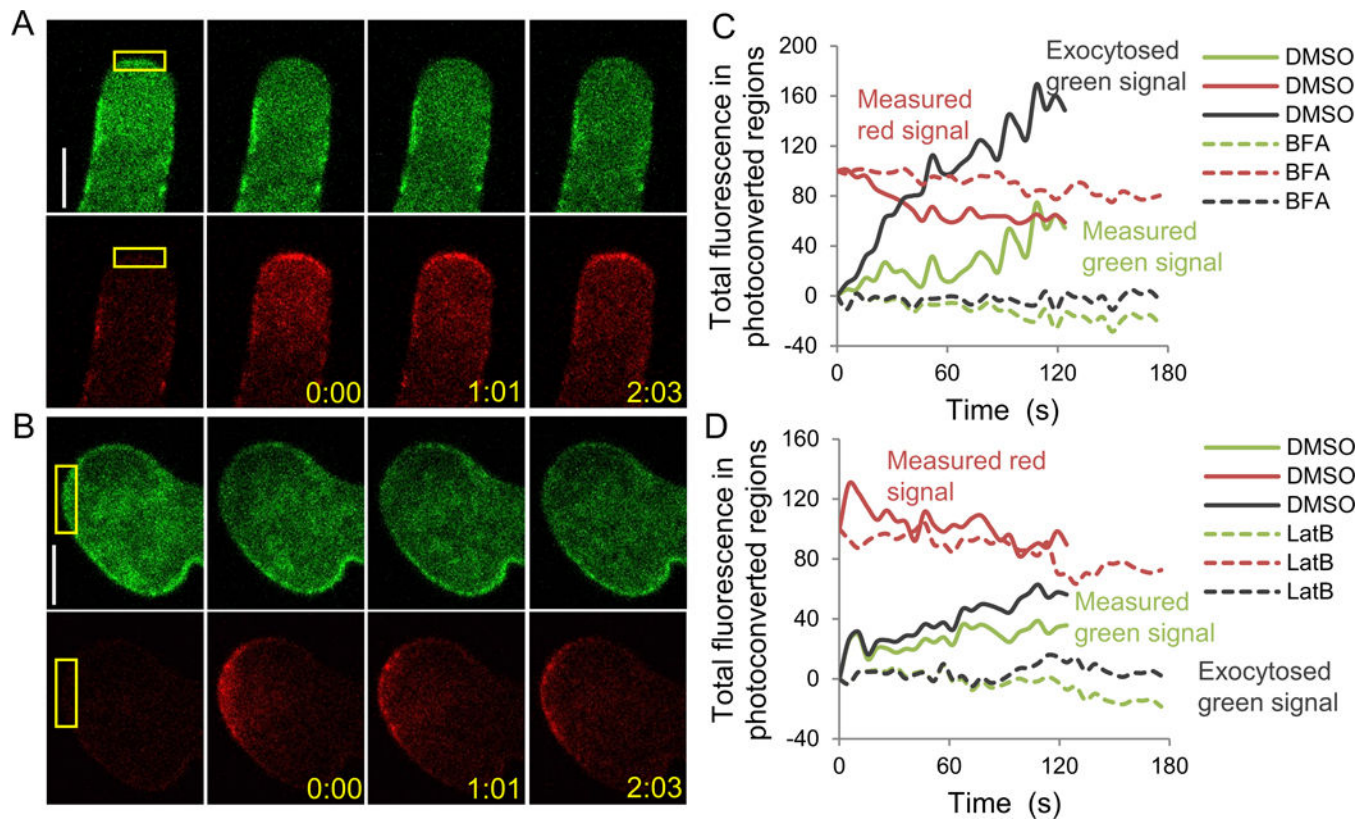 A
0:00
1:01
2:03
B
0:00
1:01
2:03
C
Total fluorescence in
photoconverted regions
200
160
120
80
40
0
-40
Exocytosed
green signal
Measured
red signal
Measured
green signal
0
60
120
180
Time (s)
DMSO
DMSO
DMSO
BFA
BFA
BFA
D
Total fluorescence in
photoconverted regions
160
120
80
40
0
-40
Measured red
signal
Measured
green signal
Exocytosed
green signal
0
60
120
180
Time (s)
DMSO
DMSO
DMSO
LatB
LatB
LatB